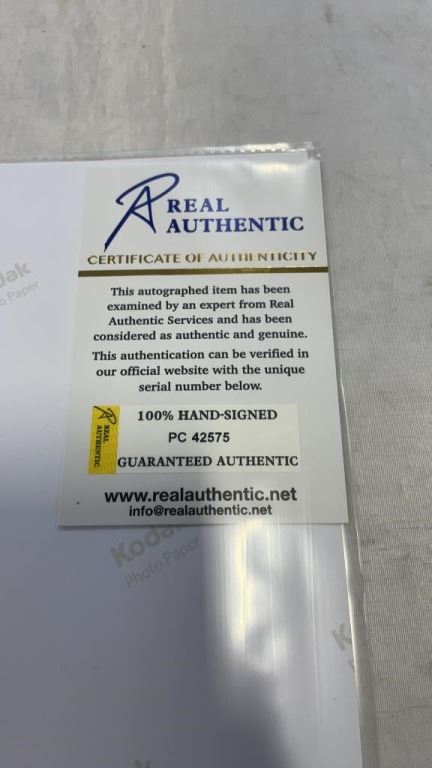 REAL
AUTHENTIC
CERTIFICATE OF AUTHENTICITY
This autographed item has been
examined by an expert from Real
Authentic Services and has been
considered as authentic and genuine.
This authentication can be verified in
our official website with the unique
serial number below.
REAL
AUTHENTIC
100% HAND-SIGNED
PC 42575
GUARANTEED AUTHENTIC
www.realauthentic.net
info@realauthentic.net
Kodak
Photo Paper